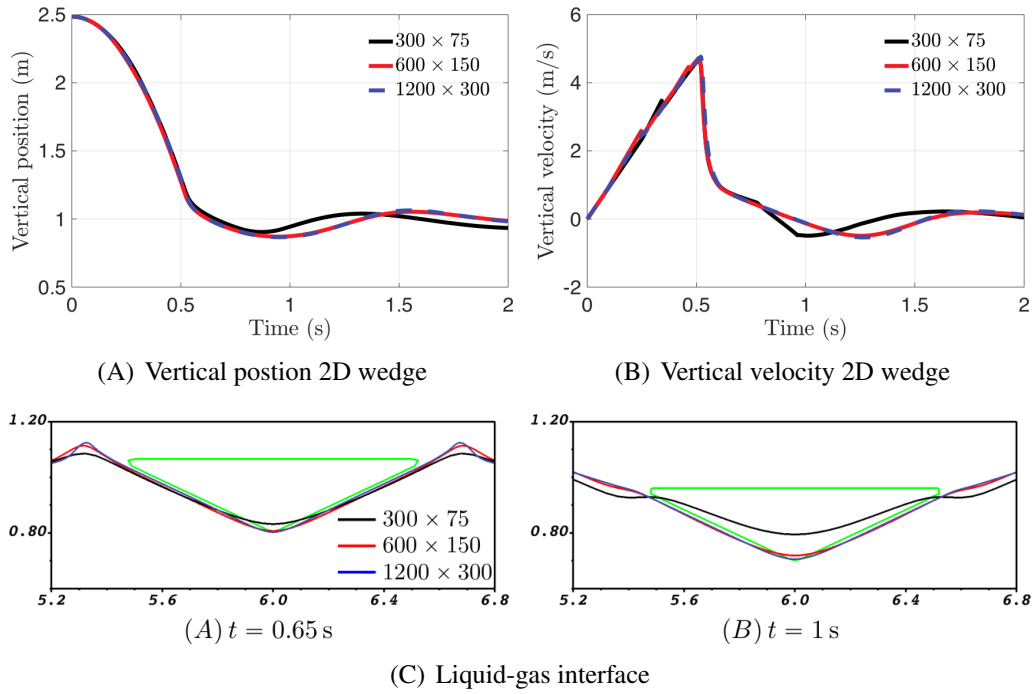 2.5
2
1.5
1
0.5
0 0.5 1 1.5 2
Vertical position (m)
Time (s)
300 × 75
600 × 150
1200 × 300
(A) Vertical postion 2D wedge
6
4
2
0
-2
0 0.5 1 1.5 2
Vertical velocity (m/s)
Time (s)
300 × 75
600 × 150
1200 × 300
(B) Vertical velocity 2D wedge
1.20
0.80
300 × 75
600 × 150
1200 × 300
5.2 5.6 6.0 6.4 6.8
(A) t = 0.65 s
1.20
0.80
5.2 5.6 6.0 6.4 6.8
(B) t = 1 s
(C) Liquid-gas interface